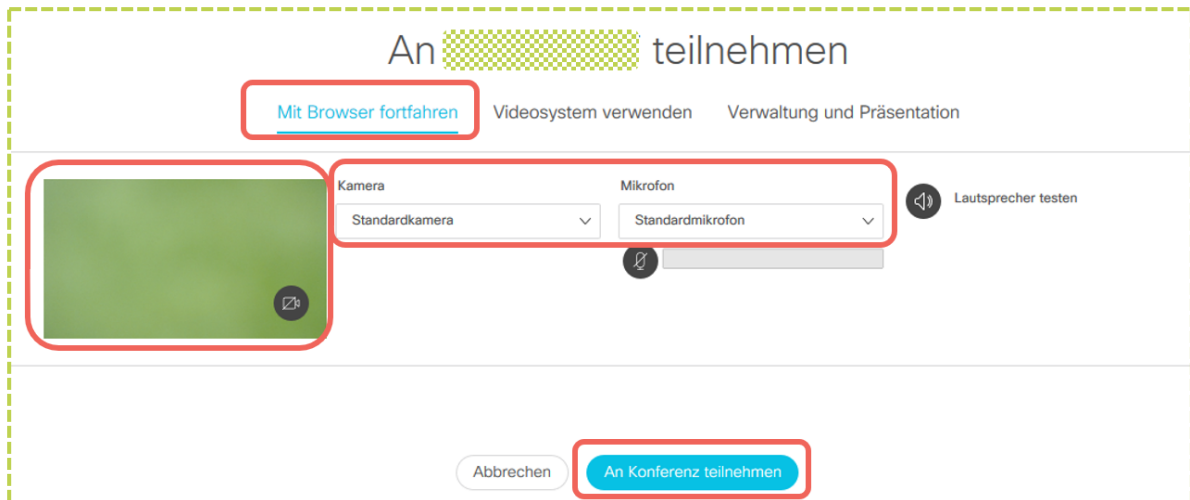 An teilnehmen
Mit Browser fortfahren Videosystem verwenden Verwaltung und Präsentation
Kamera Mikrofon
Standardkamera Standardmikrofon Lautsprecher testen
Abbrechen An Konferenz teilnehmen